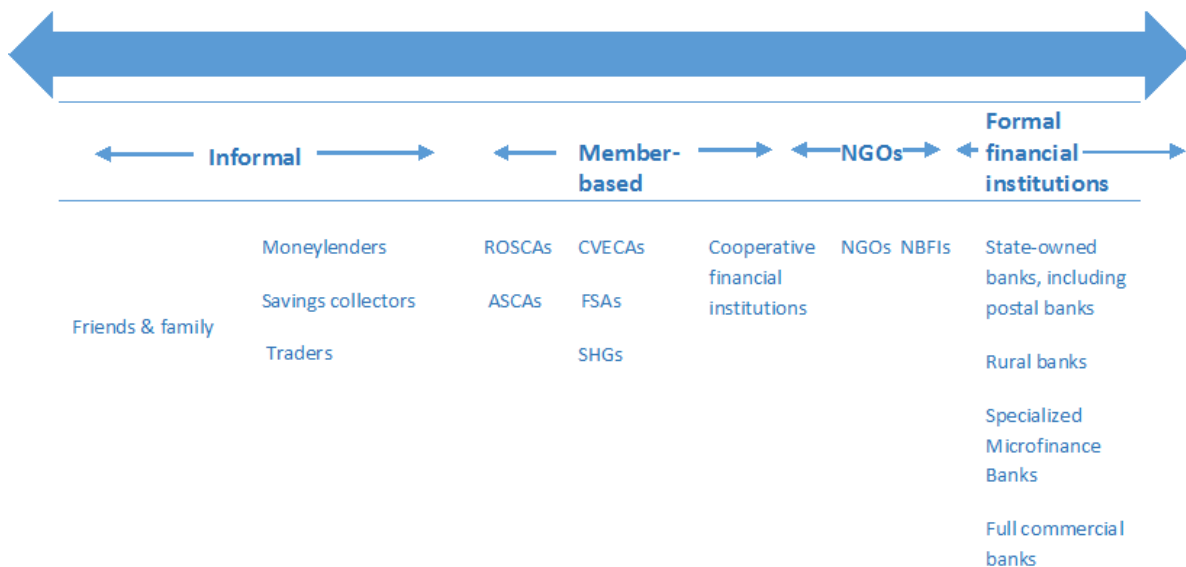 Informal
Member-
based
NGOs
Formal
financial
institutions
Friends & family
Moneylenders
Savings collectors
Traders
ROSCAs
ASCAs
CVECAs
FSAs
SHGs
Cooperative
financial
institutions
NGOs NBFIs
State-owned
banks, including
postal banks
Rural banks
Specialized
Microfinance
Banks
Full commercial
banks